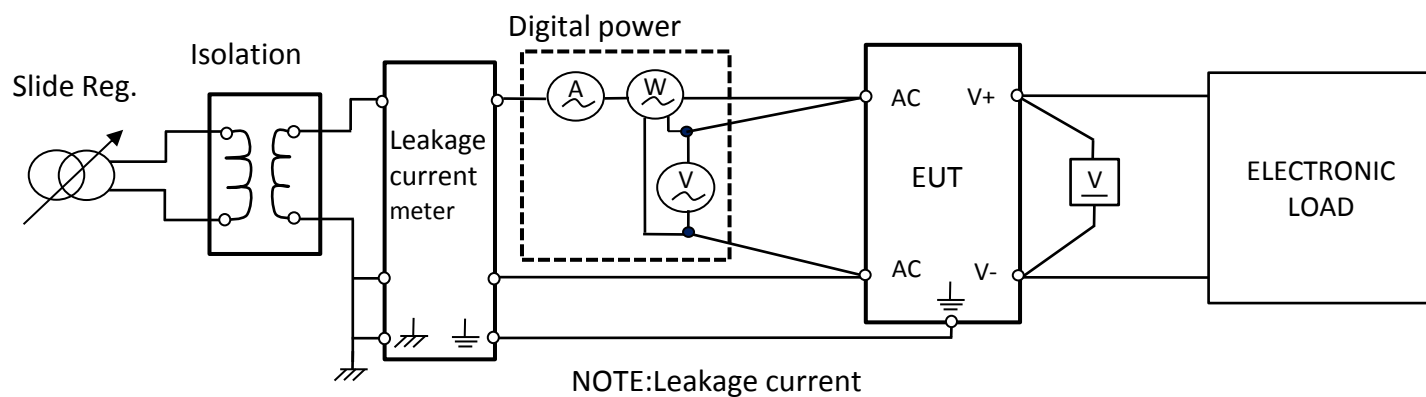 Digital power
Isolation
Slide Reg.
Leakage
current
meter
A
W
V
AC
V+
EUT
AC
V-
V
ELECTRONIC
LOAD
NOTE:Leakage current